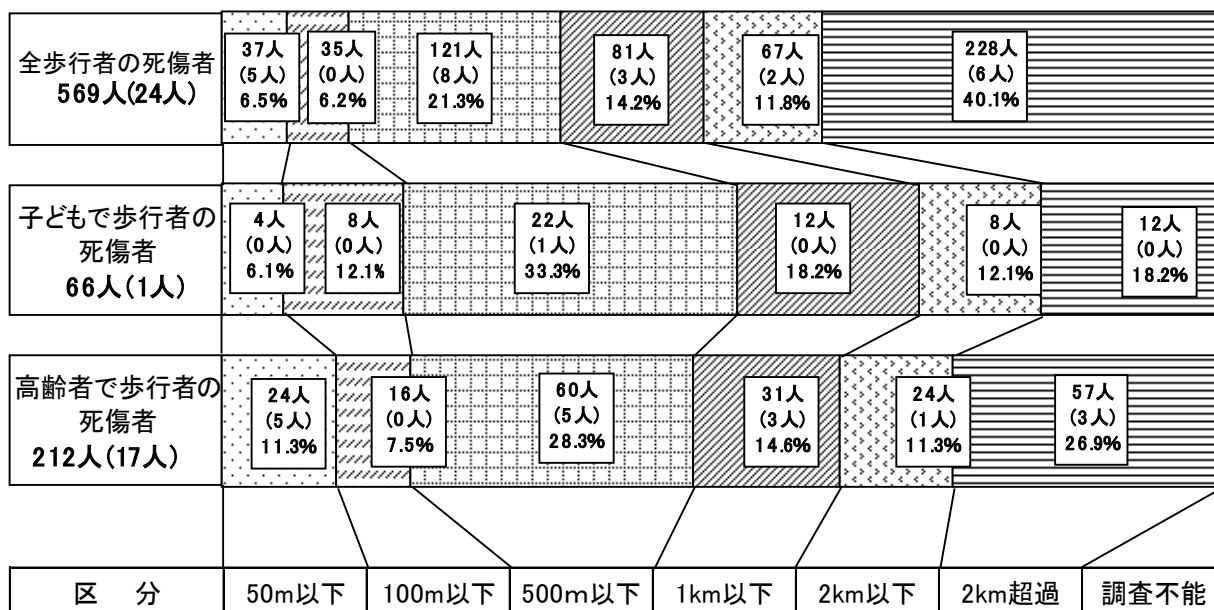 全歩行者の死傷者
569人(24人)
37人
(5人)
6.5%
35人
(0人)
6.2%
121人
(8人)
21.3%
81人
(3人)
14.2%
67人
(2人)
11.8%
228人
(6人)
40.1%
子どもで歩行者の
死傷者
66人(1人)
4人
(0人)
6.1%
8人
(0人)
12.1%
22人
(1人)
33.3%
12人
(0人)
18.2%
8人
(0人)
12.1%
12人
(0人)
18.2%
高齢者で歩行者の
死傷者
212人(17人)
24人
(5人)
11.3%
16人
(0人)
7.5%
60人
(5人)
28.3%
31人
(3人)
14.6%
24人
(1人)
11.3%
57人
(3人)
26.9%
区 分 50m以下 100m以下 500m以下 1km以下 2km以下 2km超過 調査不能